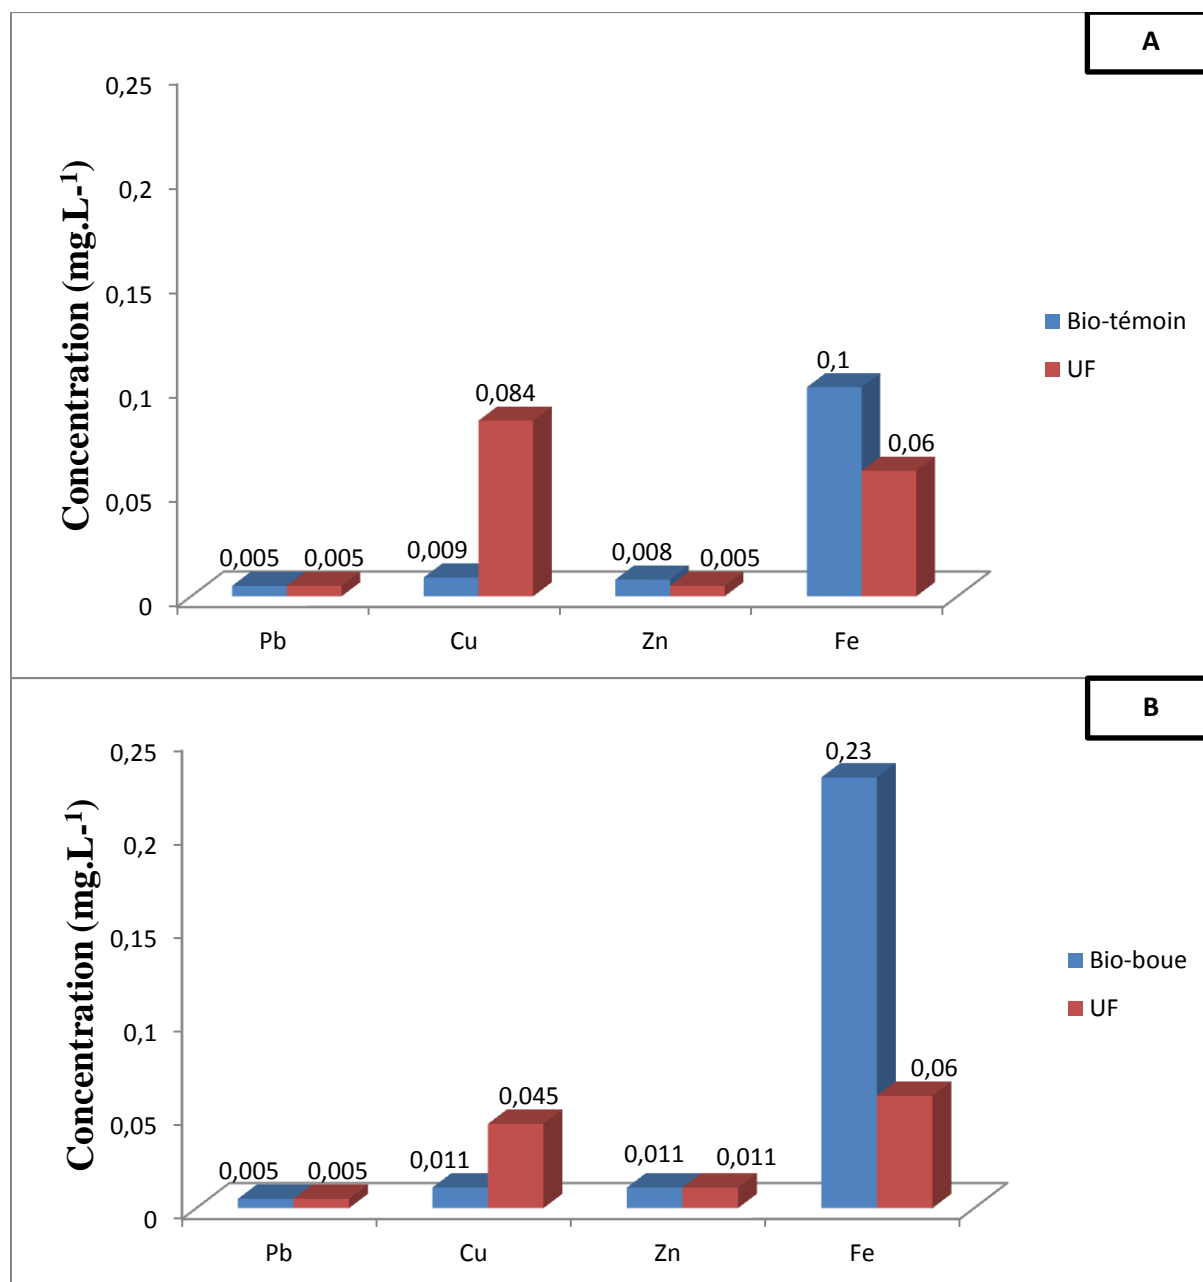 A
Concentration (mg.L-1)
0,25
0,2
0,15
0,1
0,05
0
0,005
0,005
0,009
0,084
0,008
0,005
0,1
0,06
Pb
Cu
Zn
Fe
Bio-témoin
UF
B
Concentration (mg.L-1)
0,25
0,2
0,15
0,1
0,05
0
0,005
0,005
0,011
0,045
0,011
0,011
0,23
0,06
Pb
Cu
Zn
Fe
Bio-boue
UF